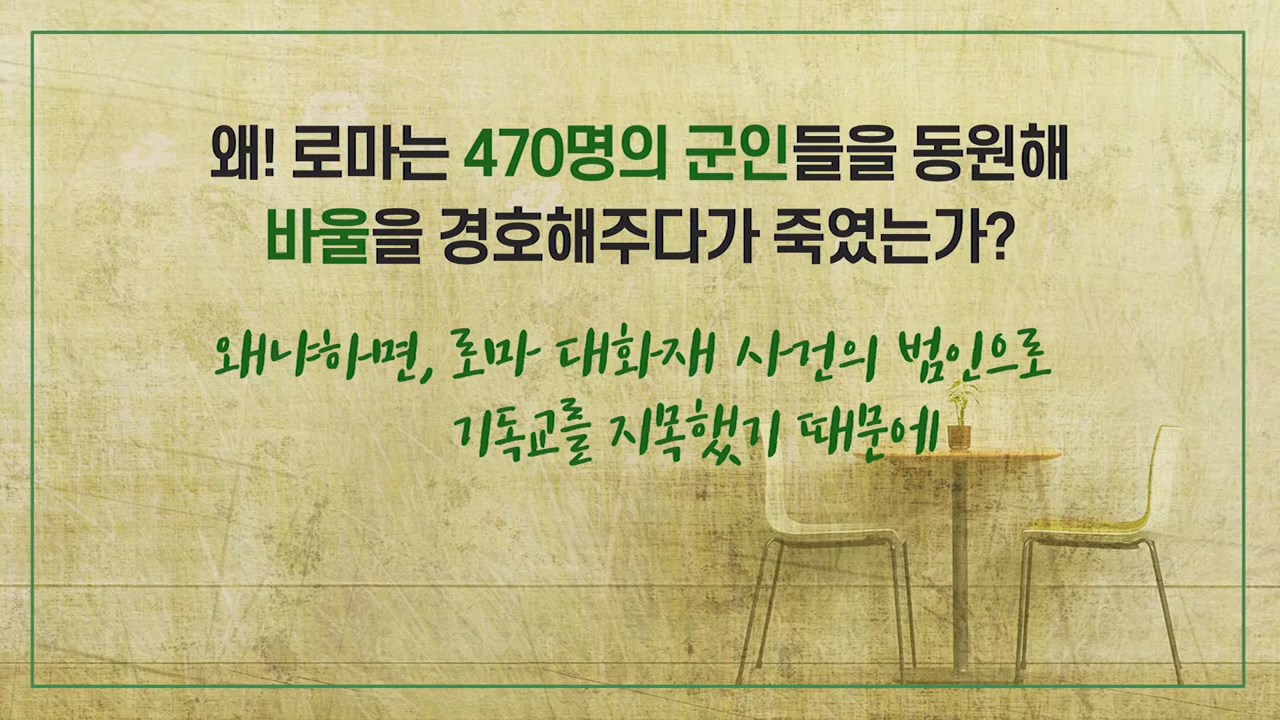 왜! 로마는 470명의 군인들을 동원해
바울을 경호해주다가 죽였는가?
왜냐하면, 로마 대화재 사건의 범인으로
기독교를 지목했기 때문에